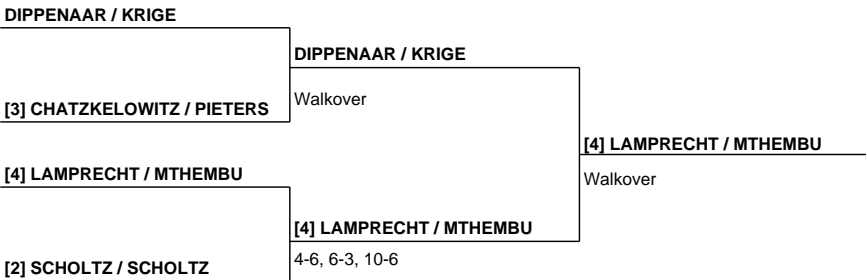 DIPPENAAR / KRIGE
DIPPENAAR / KRIGE
[3] CHATZKELOWITZ / PIETERS
Walkover
[4] LAMPRECHT / MTHEMBU
Walkover
[4] LAMPRECHT / MTHEMBU
[4] LAMPRECHT / MTHEMBU
4-6, 6-3, 10-6
[2] SCHOLTZ / SCHOLTZ